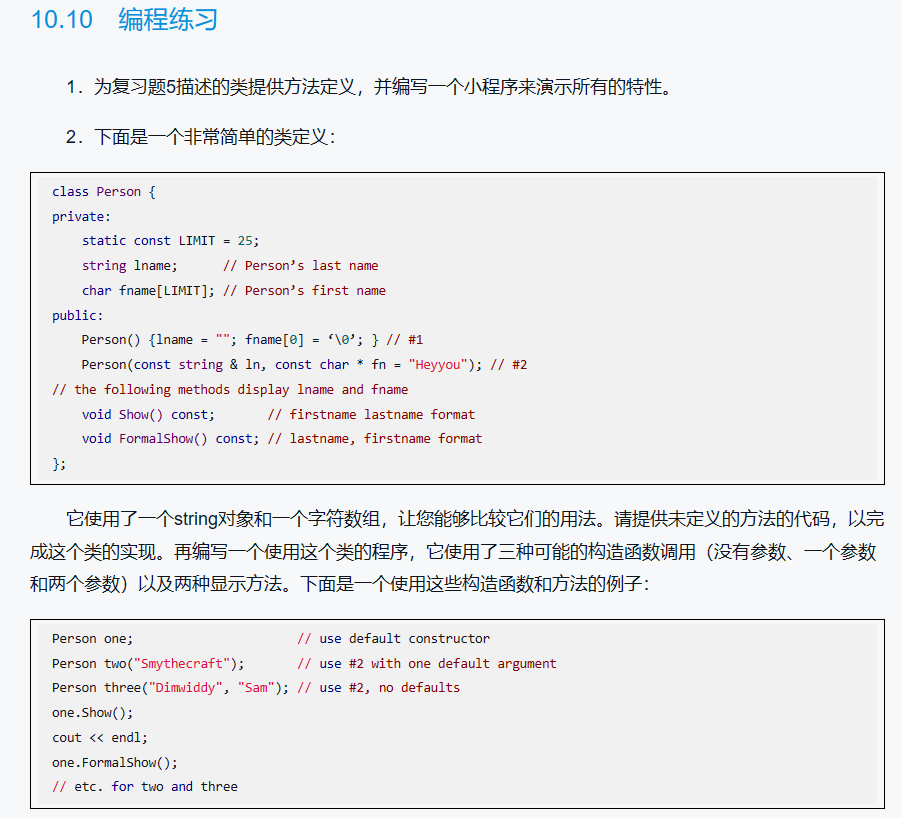 10.10 编程练习
1．为复习题5描述的类提供方法定义，并编写一个小程序来演示所有的特性。
2．下面是一个非常简单的类定义：
class Person {
private:
    static const LIMIT = 25;
    string lname;      // Person’s last name
    char fname[LIMIT]; // Person’s first name
public:
    Person() {lname = ""; fname[0] = ‘\0’; } // #1
    Person(const string & ln, const char * fn = "Heyyou"); // #2
// the following methods display lname and fname
    void Show() const;       // firstname lastname format
    void FormalShow() const; // lastname, firstname format
};
它使用了一个string对象和一个字符数组，让您能够比较它们的用法。请提供未定义的方法的代码，以完
成这个类的实现。再编写一个使用这个类的程序，它使用了三种可能的构造函数调用（没有参数、一个参数
和两个参数）以及两种显示方法。下面是一个使用这些构造函数和方法的例子：
Person one;                      // use default constructor
Person two("Smythecraft");       // use #2 with one default argument
Person three("Dimwiddy", "Sam"); // use #2, no defaults
one.Show();
cout << endl;
one.FormalShow();
// etc. for two and three